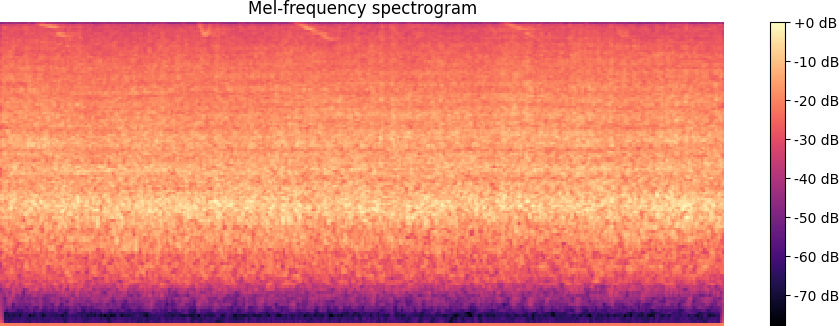 Mel-frequency spectrogram
+0 dB
-10 dB
-20 dB
-30 dB
-40 dB
-50 dB
-60 dB
-70 dB